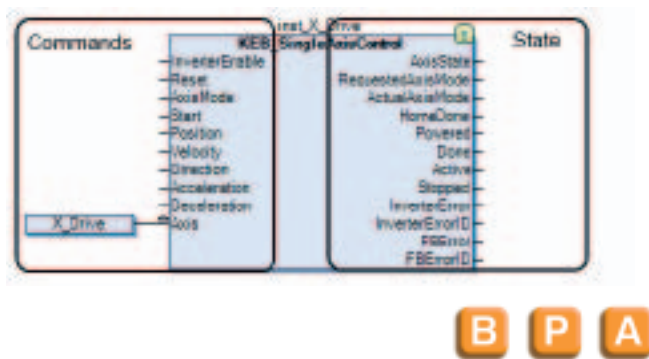 inst_X_Drive
Commands
KEB_SingleAxisControl
State
InverterEnable
Reset
AxisMode
Start
Position
Velocity
Direction
Acceleration
Deceleration
X_Drive
Axis
AxisState
RequestedAxisMode
ActualAxisMode
HomeDone
Powered
Done
Active
Stopped
InverterError
InverterErrorID
FBError
FBErrorID
B P A